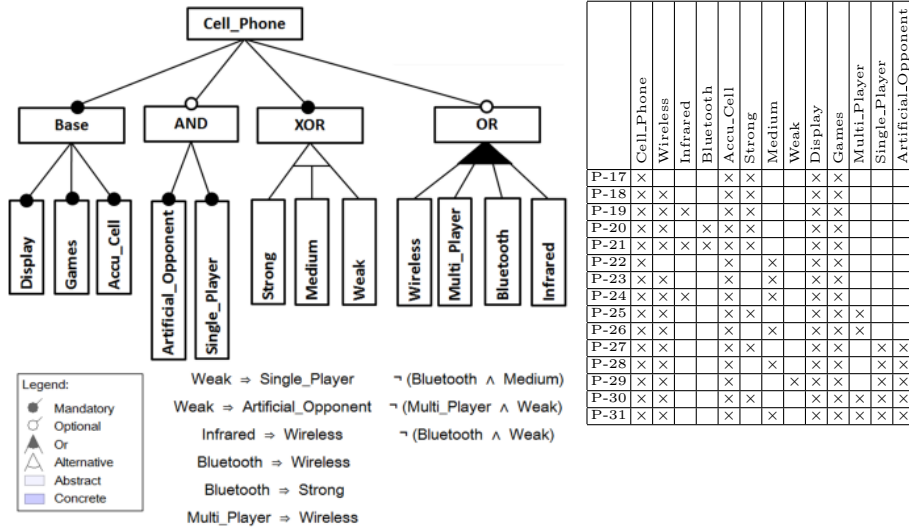 Cell_Phone
Base
AND
XOR
OR
Display
Games
Accu_Cell
Artificial_Opponent
Single_Player
Strong
Medium
Weak
Wireless
Multi_Player
Bluetooth
Infrared
Legend:
Mandatory
Optional
Or
Alternative
Abstract
Concrete
Weak ⇒ Single_Player
Weak ⇒ Artificial_Opponent
Infrared ⇒ Wireless
Bluetooth ⇒ Wireless
Bluetooth ⇒ Strong
Multi_Player ⇒ Wireless
¬ (Bluetooth ∧ Medium)
¬ (Multi_Player ∧ Weak)
¬ (Bluetooth ∧ Weak)
Cell_Phone
Wireless
Infrared
Bluetooth
Accu_Cell
Strong
Medium
Weak
Display
Games
Multi_Player
Single_Player
Artificial_Opponent
P-17 × × × × ×
P-18 × × × × × ×
P-19 × × × × × × ×
P-20 × × × × × × ×
P-21 × × × × × × × ×
P-22 × × × × ×
P-23 × × × × × ×
P-24 × × × × × × ×
P-25 × × × × × × ×
P-26 × × × × × × ×
P-27 × × × × × × × ×
P-28 × × × × × × × ×
P-29 × × × × × × × ×
P-30 × × × × × × × × ×
P-31 × × × × × × × × ×